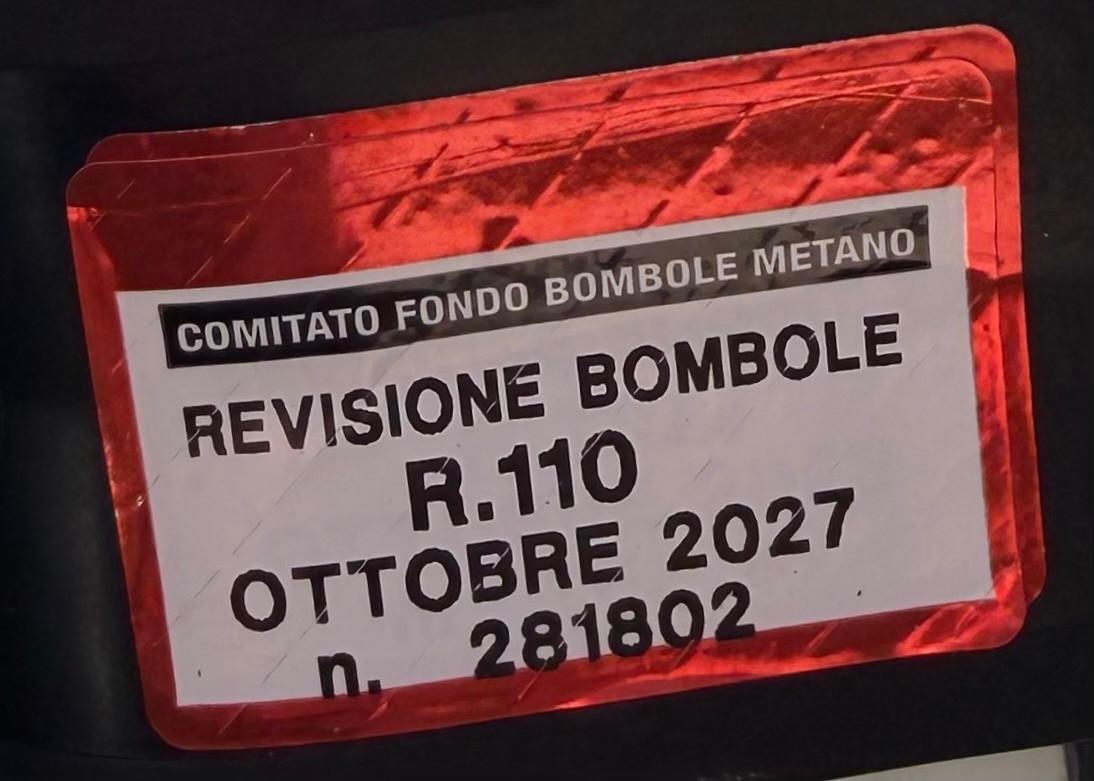 COMITATO FONDO BOMBOLE METANO
REVISIONE BOMBOLE
R.110
OTTOBRE 2027
n. 281802